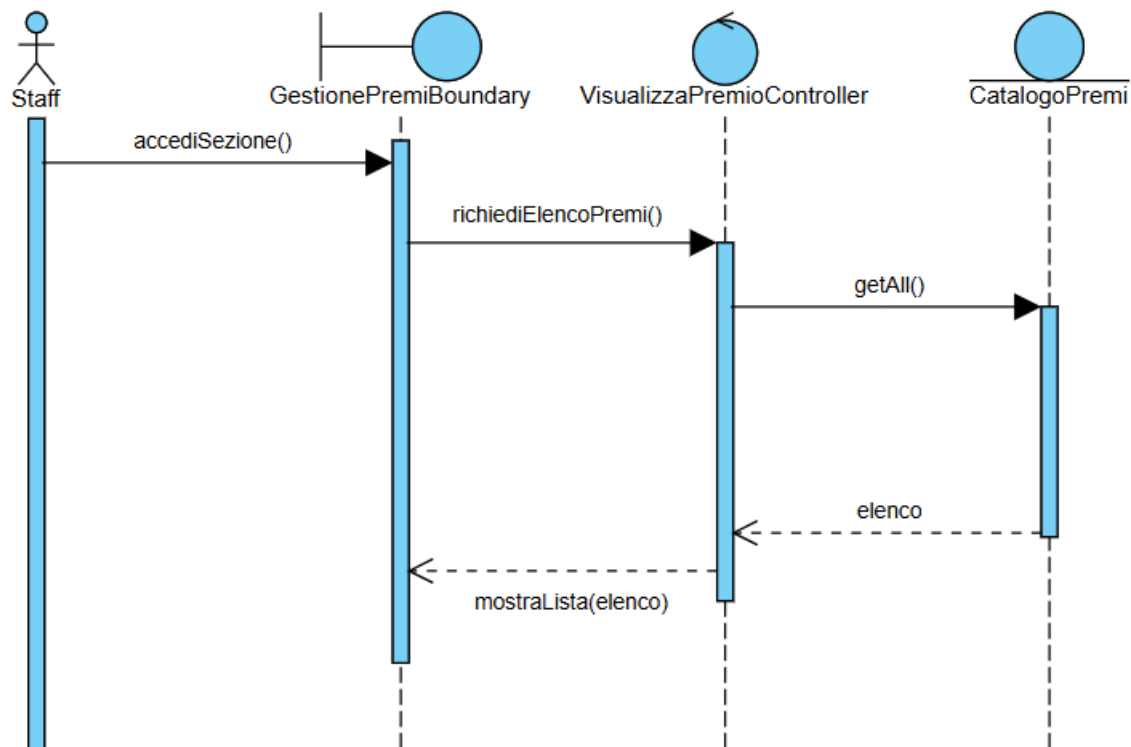 Staff
GestionePremiBoundary
VisualizzaPremioController
CatalogoPremi
accediSezione()
richiediElencoPremi()
getAll()
elenco
mostraLista(elenco)